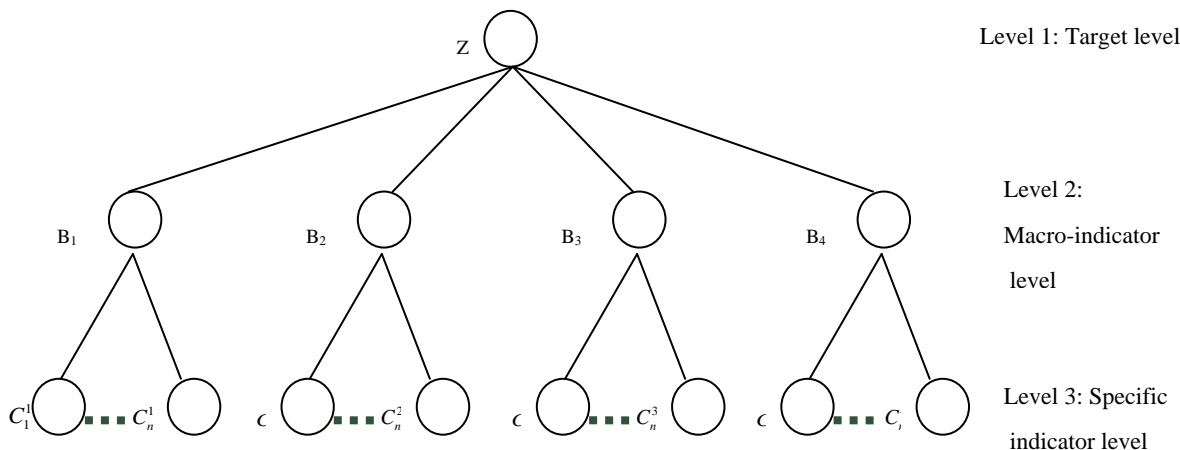 Z
Level 1: Target level
B₁
B₂
B₃
B₄
Level 2:
Macro-indicator
level
C₁¹
Cₙ¹
Cₙ²
Cₙ³
Level 3: Specific
indicator level